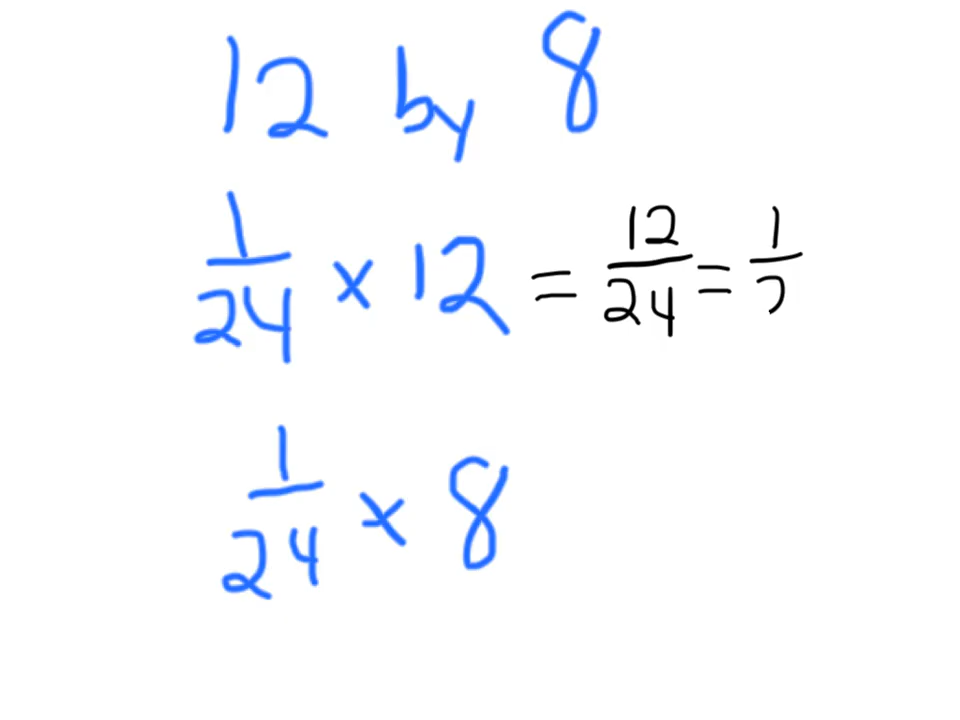 12 by 8
1/24 × 12 = 12/24 = 1/2
1/24 × 8